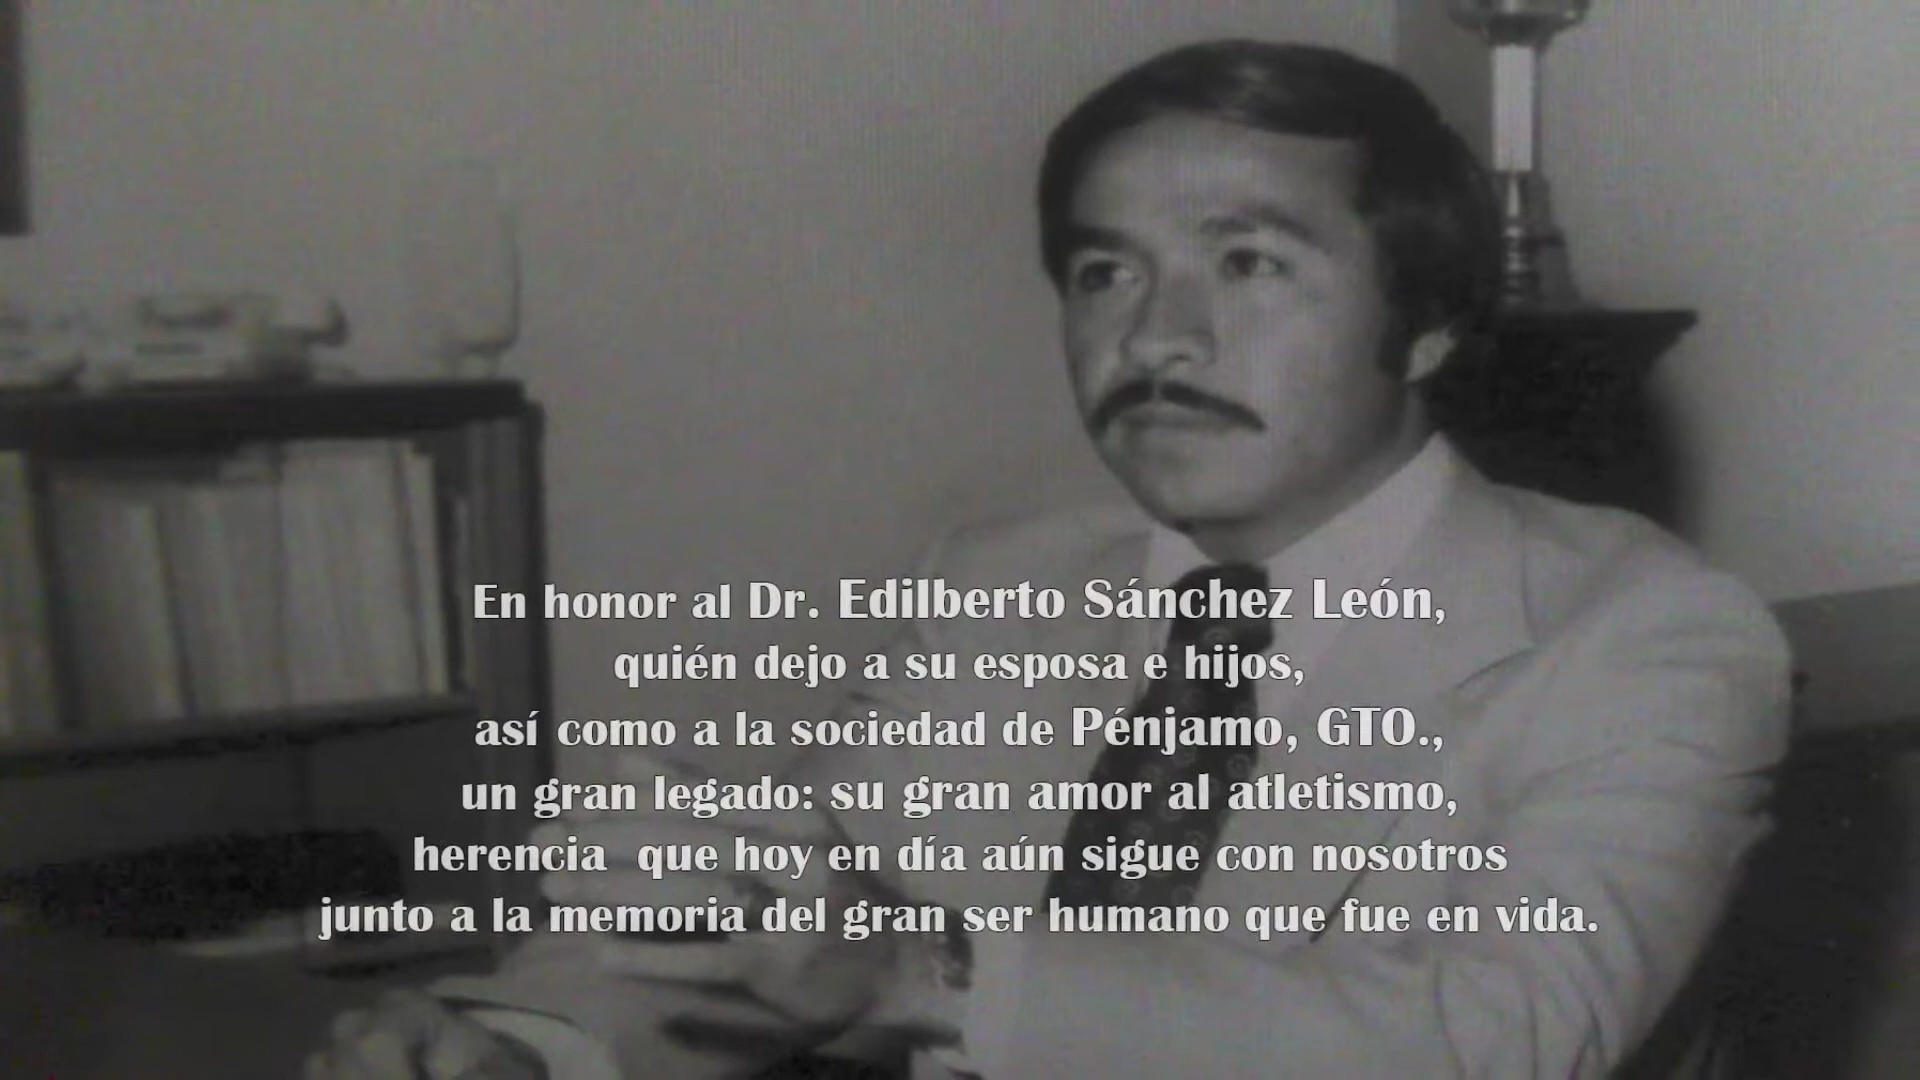 En honor al Dr. Edilberto Sánchez León,
quién dejo a su esposa e hijos,
así como a la sociedad de Pénjamo, GTO.,
un gran legado: su gran amor al atletismo,
herencia que hoy en día aún sigue con nosotros
junto a la memoria del gran ser humano que fue en vida.